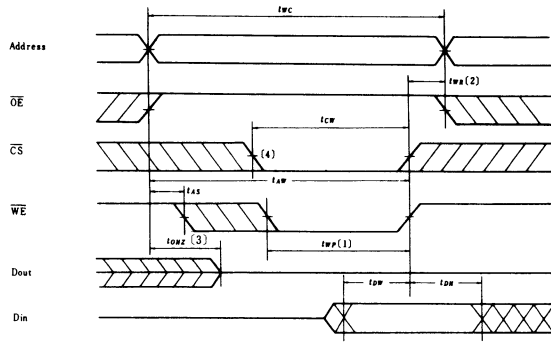 tWC
Address
tWR(2)
OE
tCW
CS
(4)
tAW
tAS
WE
tOHZ (3)
tWP(1)
Dout
tDW
tDH
Din